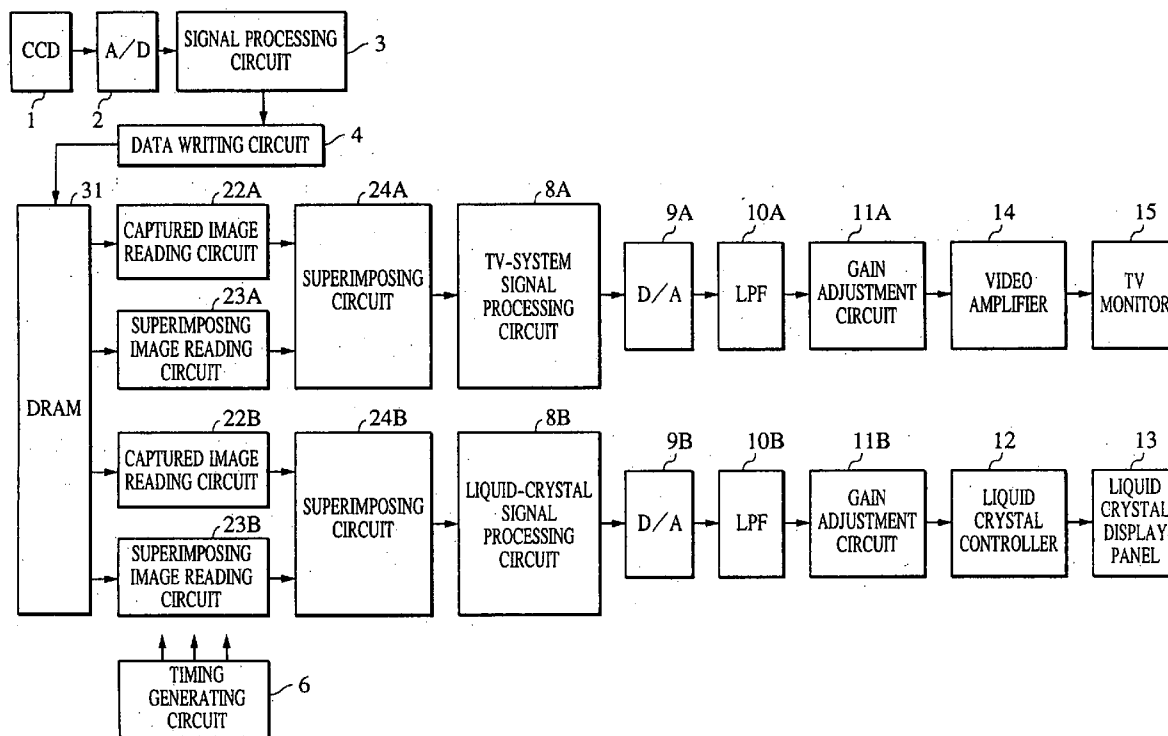 CCD
A/D
SIGNAL PROCESSING
CIRCUIT
3
1
2
DATA WRITING CIRCUIT
4
31
DRAM
22A
CAPTURED IMAGE
READING CIRCUIT
23A
SUPERIMPOSING
IMAGE READING
CIRCUIT
24A
SUPERIMPOSING
CIRCUIT
8A
TV-SYSTEM
SIGNAL
PROCESSING
CIRCUIT
9A
D/A
10A
LPF
11A
GAIN
ADJUSTMENT
CIRCUIT
14
VIDEO
AMPLIFIER
15
TV
MONITOR
22B
CAPTURED IMAGE
READING CIRCUIT
23B
SUPERIMPOSING
IMAGE READING
CIRCUIT
24B
SUPERIMPOSING
CIRCUIT
8B
LIQUID-CRYSTAL
SIGNAL
PROCESSING
CIRCUIT
9B
D/A
10B
LPF
11B
GAIN
ADJUSTMENT
CIRCUIT
12
LIQUID
CRYSTAL
CONTROLLER
13
LIQUID
CRYSTAL
DISPLAY
PANEL
TIMING
GENERATING
CIRCUIT
6